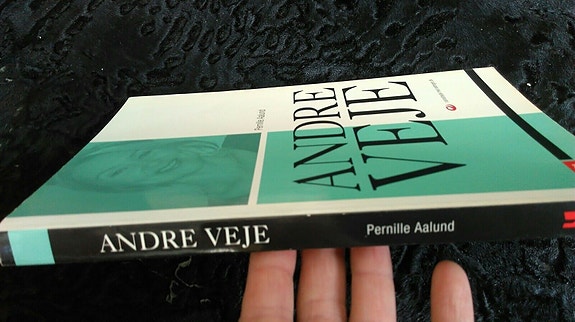 Pernille Aalund
ANDRE
VEJE
ANDRE VEJE
Pernille Aalund